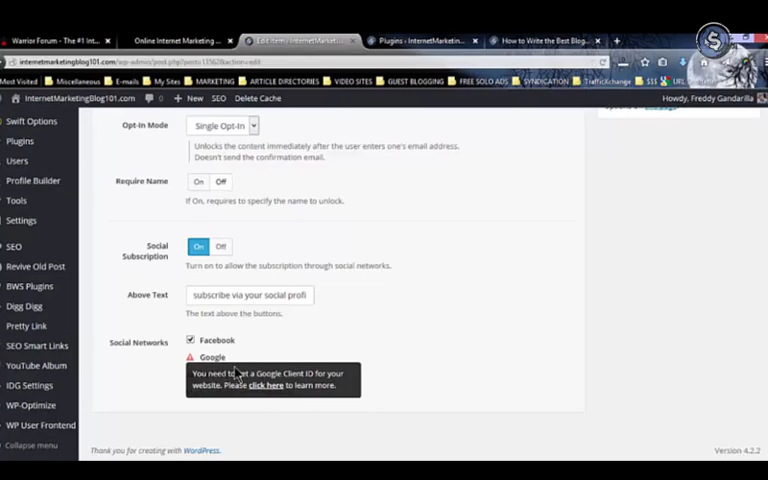 Warrior Forum - The #1 Int...
Online Internet Marketing ...
Edit Item ‹ InternetMarket...
Plugins ‹ InternetMarketin...
How to Write the Best Blog...
internetmarketingblog101.com/wp-admin/post.php?post=13562&action=edit
Most Visited
Miscellaneous
E-mails
My Sites
MARKETING
ARTICLE DIRECTORIES
VIDEO SITES
GUEST BLOGGING
FREE SOLO ADS
SYNDICATION
TrafficXchange
$$$
URL
InternetMarketingBlog101.com
0
+ New
SEO
Delete Cache
Howdy, Freddy Gandarilla
Swift Options
Plugins
Users
Profile Builder
Tools
Settings
SEO
Revive Old Post
BWS Plugins
Digg Digg
Pretty Link
SEO Smart Links
YouTube Album
IDG Settings
WP-Optimize
WP User Frontend
Collapse menu
Opt-In Mode
Single Opt-In
Unlocks the content immediately after the user enters one's email address.
Doesn't send the confirmation email.
Require Name
On Off
If On, requires to specify the name to unlock.
Social
Subscription
On Off
Turn on to allow the subscription through social networks.
Above Text
subscribe via your social profi
The text above the buttons.
Social Networks
Facebook
Google
You need to set a Google Client ID for your
website. Please click here to learn more.
Thank you for creating with WordPress.
Version 4.2.2